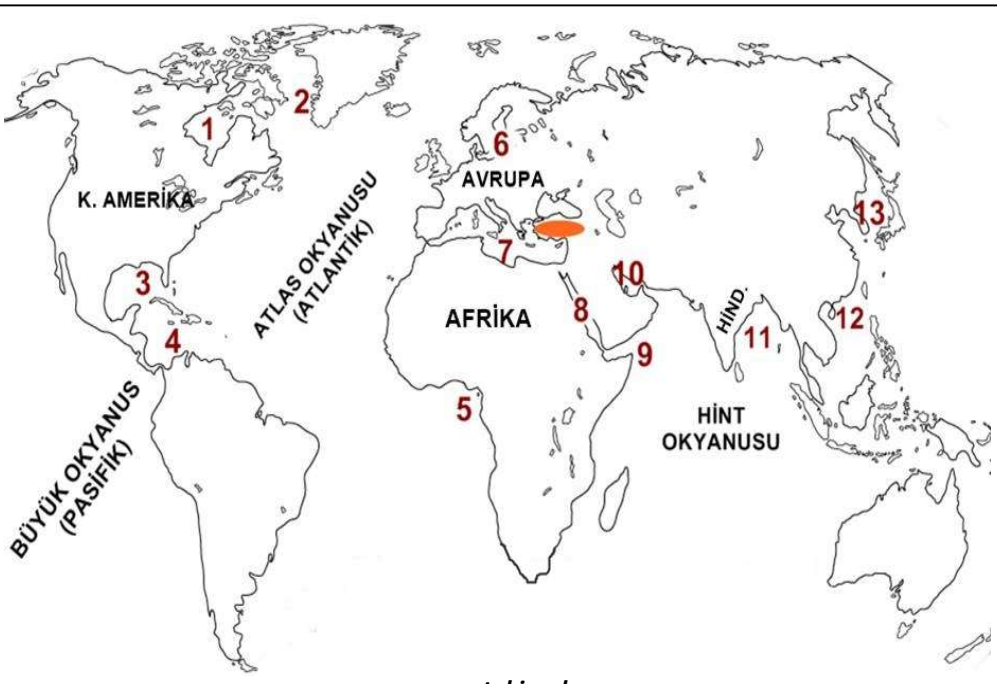 2
1
6
K. AMERİKA
AVRUPA
ATLAS OKYANUSU
(ATLANTİK)
13
7
10
3
8
AFRİKA
HİND.
12
11
4
9
5
BÜYÜK OKYANUS
(PASİFİK)
HİNT
OKYANUSU